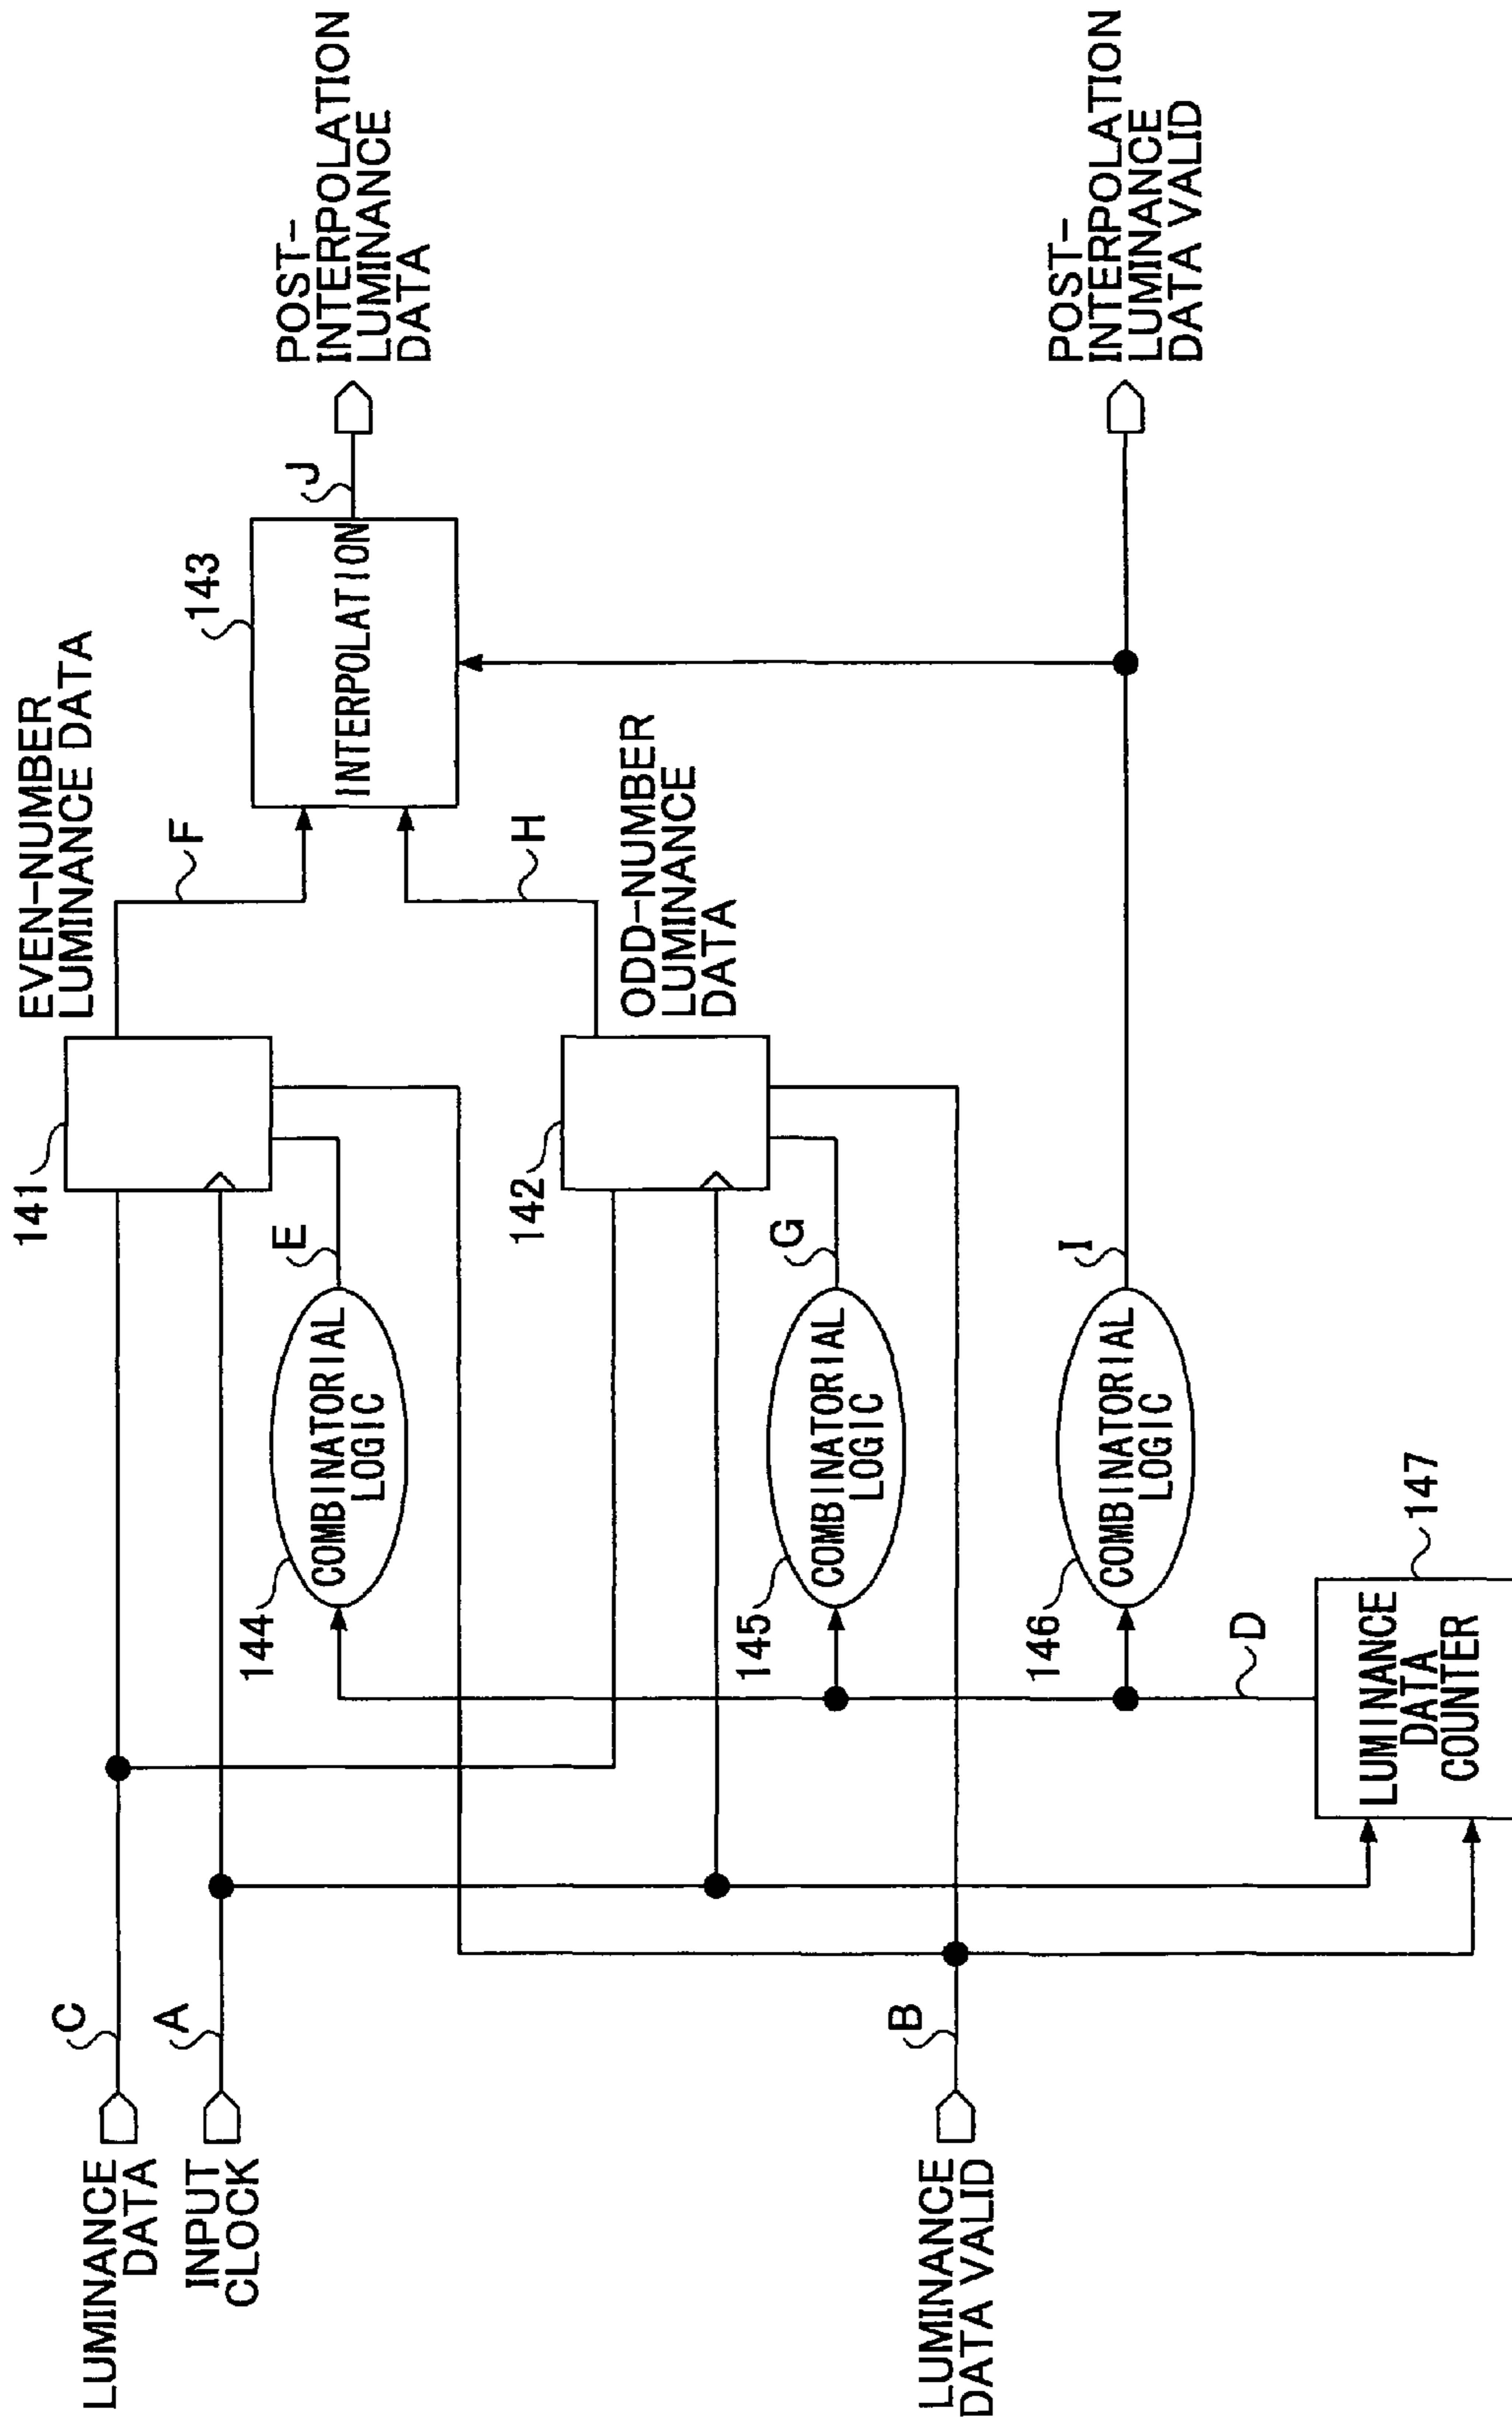 LUMINANCE
DATA
C
INPUT
CLOCK
A
LUMINANCE
DATA VALID
B
141
EVEN-NUMBER
LUMINANCE DATA
F
E
144
COMBINATORIAL
LOGIC
142
ODD-NUMBER
LUMINANCE
DATA
H
G
145
COMBINATORIAL
LOGIC
143
INTERPOLATION
J
POST-
INTERPOLATION
LUMINANCE
DATA
146
COMBINATORIAL
LOGIC
I
POST-
INTERPOLATION
LUMINANCE
DATA VALID
D
LUMINANCE
DATA
COUNTER
147